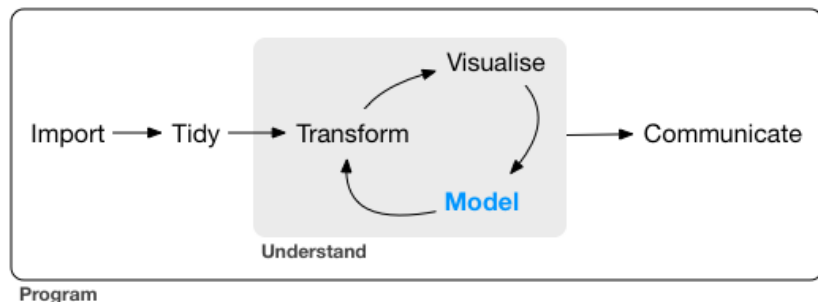 Visualise
Import
Tidy
Transform
Communicate
Model
Understand
Program